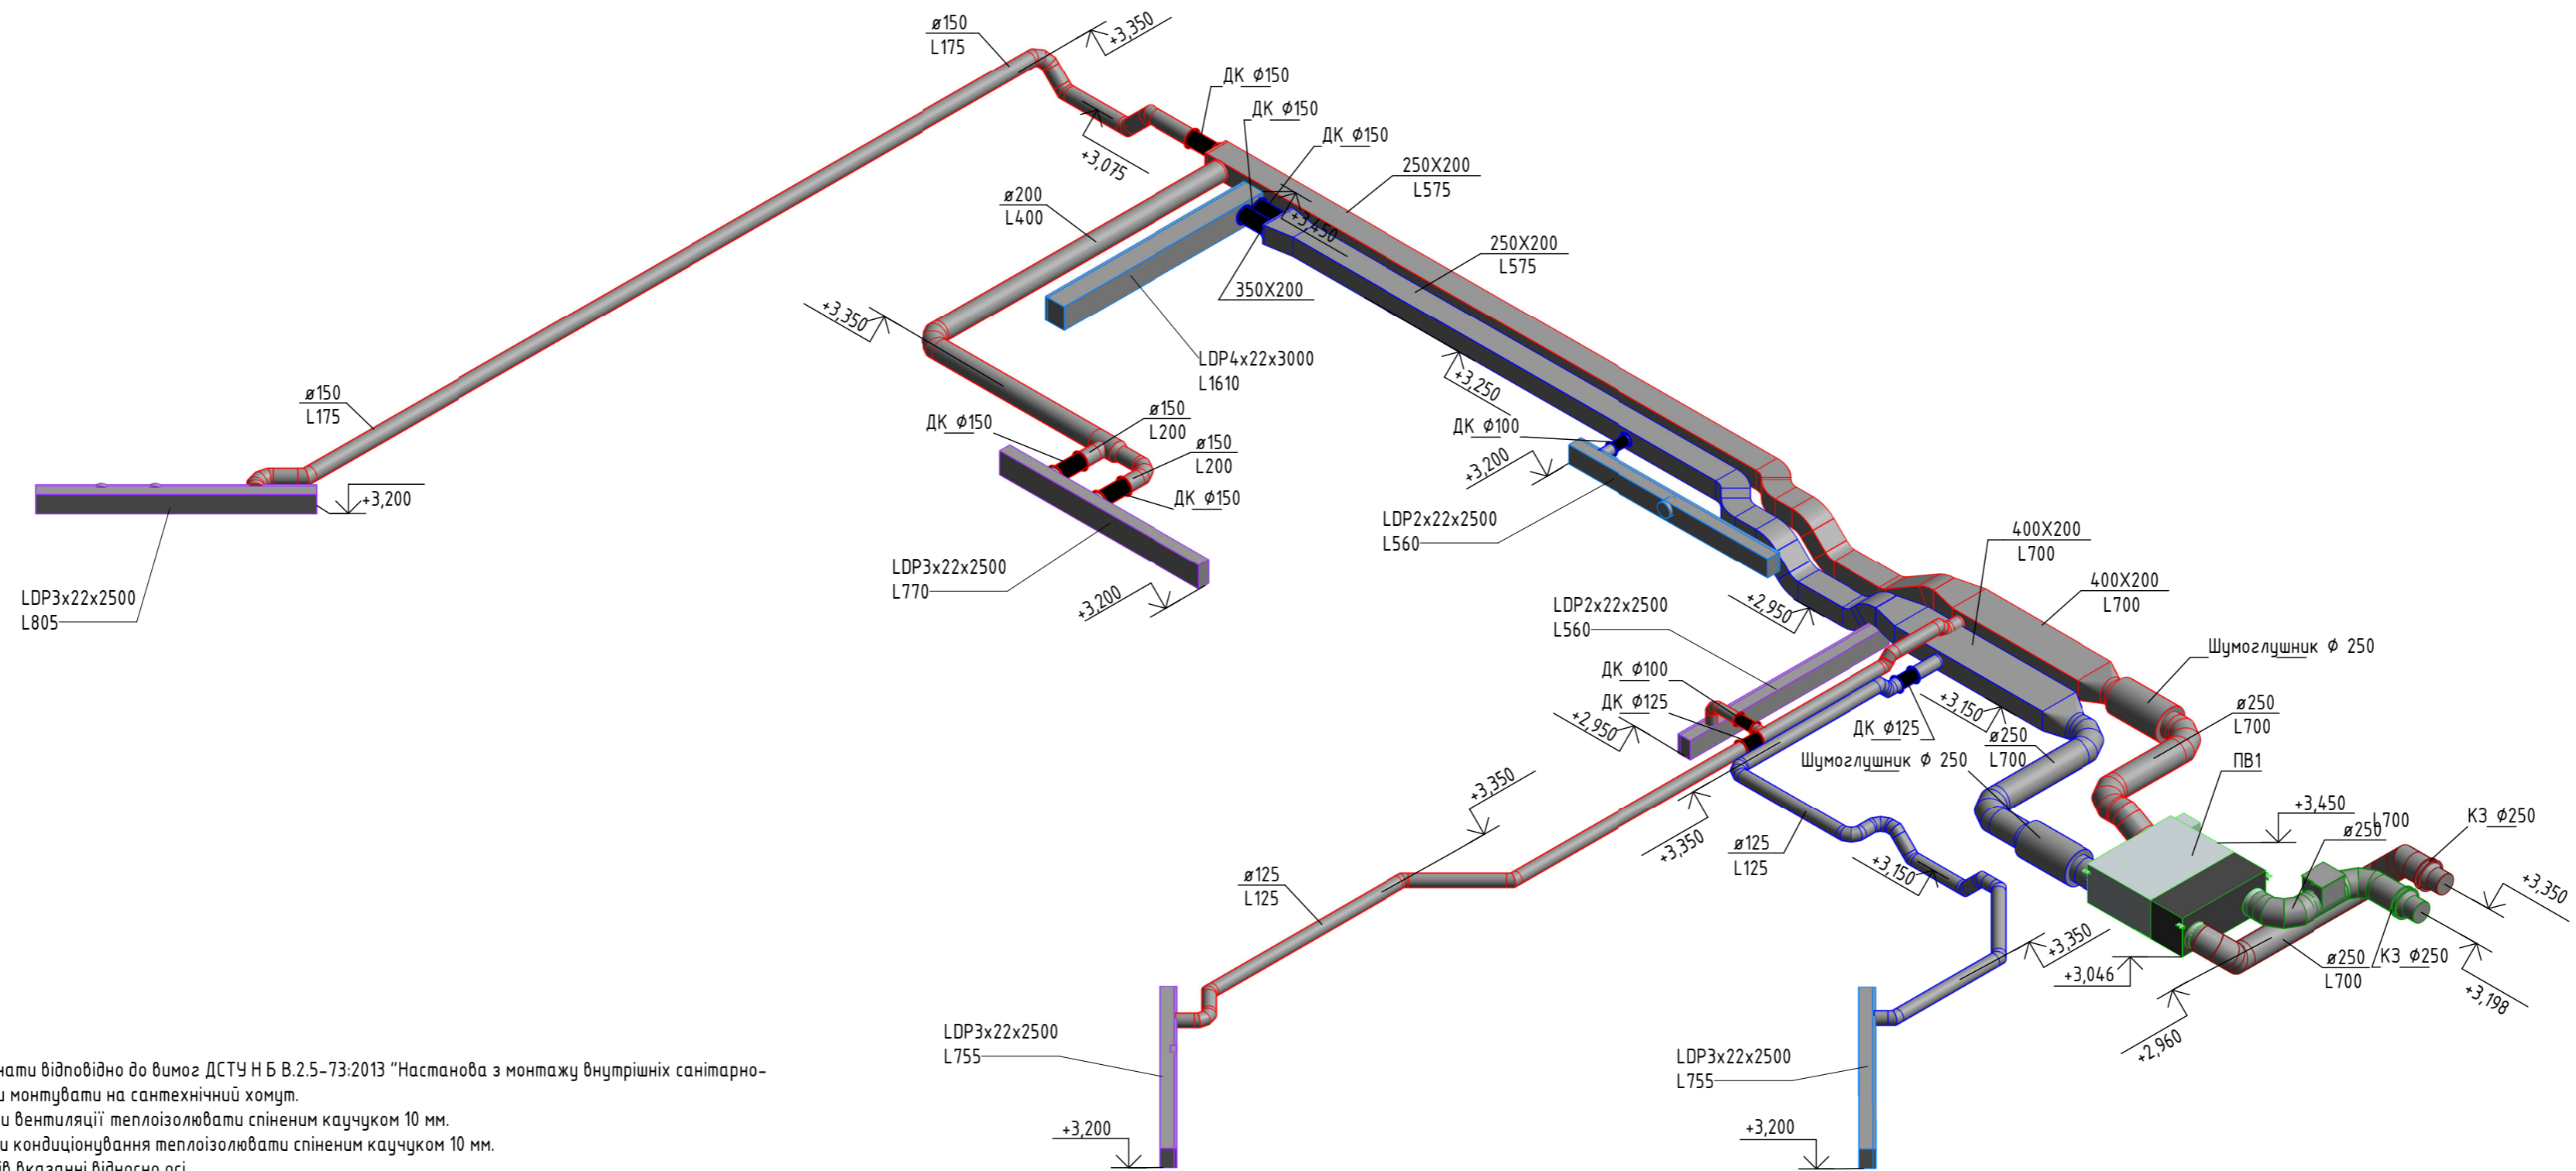 ø150
L175
+3,350
ДК Ф150
ДК Ф150
ДК Ф150
+3,075
250X200
L575
ø200
L400
+3,450
250X200
L575
350X200
+3,350
LDP4x22x3000
L1610
+3,250
ø150
L175
ø150
L200
ДК Ф150
ø150
L200
ДК Ф100
+3,200
+3,200
ДК Ф150
LDP2x22x2500
L560
400X200
L700
LDP3x22x2500
L770
+3,200
400X200
L700
LDP3x22x2500
L805
+2,950
LDP2x22x2500
L560
Шумоглушник Ф 250
ДК Ф100
ДК Ф125
+2,950
+3,150
ДК Ф125
ø250
L700
ø250
L700
Шумоглушник Ф 250
ПВ1
+3,350
+3,450
L700
ø250
КЗ Ф250
+3,350
ø125
L125
+3,150
ø125
L125
+3,350
+3,350
+3,046
ø250
L700
КЗ Ф250
+3,198
+2,960
LDP3x22x2500
L755
LDP3x22x2500
L755
+3,200
+3,200
нати відповідно до вимог ДСТУ Н Б В.2.5-73:2013 "Настанова з монтажу внутрішніх санітарно-
и монтувати на сантехнічний хомут.
и вентиляції теплоізолювати спіненим каучуком 10 мм.
и кондиціонування теплоізолювати спіненим каучуком 10 мм.
ів вказанні відносно осі